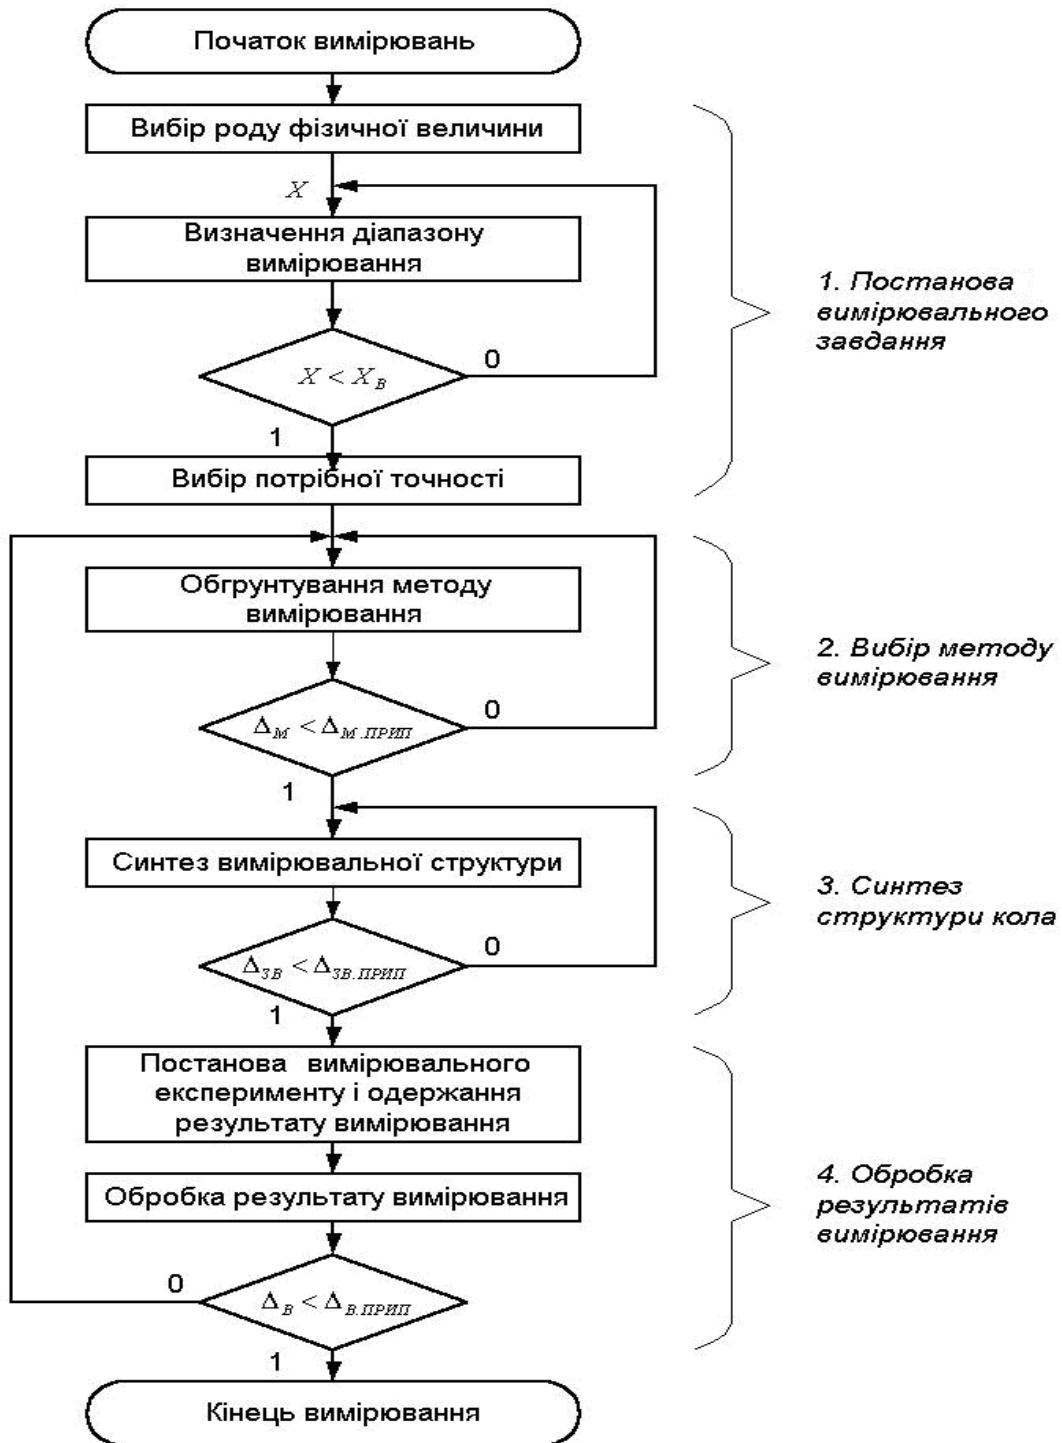 Початок вимірювань
Вибір роду фізичної величини
X
Визначення діапазону
вимірювання
X < X_B
0
1
1. Постанова
вимірювального
завдання
Вибір потрібної точності
Обгрунтування методу
вимірювання
Δ_M < Δ_М.ПРИП
0
1
2. Вибір методу
вимірювання
Синтез вимірювальної структури
Δ_ЗВ < Δ_ЗВ.ПРИП
0
1
3. Синтез
структури кола
Постанова вимірювального
експерименту і одержання
результату вимірювання
Обробка результату вимірювання
0
Δ_В < Δ_В.ПРИП
1
4. Обробка
результатів
вимірювання
Кінець вимірювання